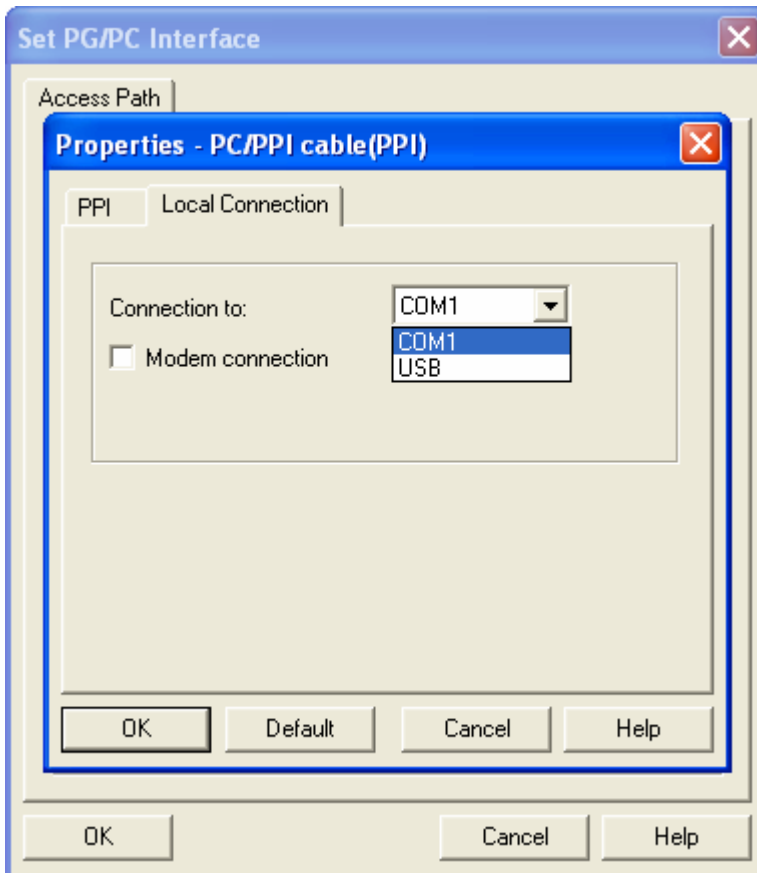 Set PG/PC Interface
Access Path
Properties - PC/PPI cable(PPI)
PPI
Local Connection
Connection to:
COM1
COM1
Modem connection
USB
OK
Default
Cancel
Help
OK
Cancel
Help